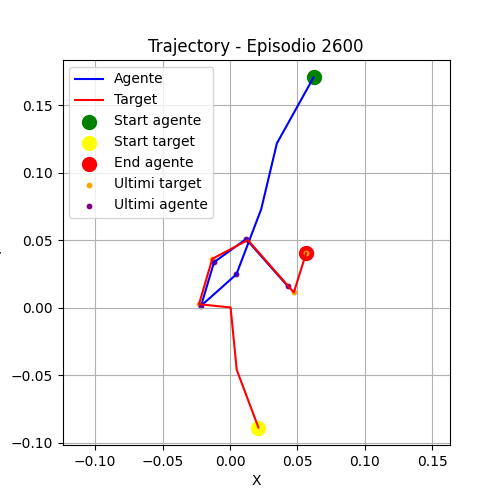 Trajectory - Episodio 2600
Agente
Target
Start agente
Start target
End agente
Ultimi target
Ultimi agente
0.15
0.10
0.05
0.00
−0.05
−0.10
−0.10
−0.05
0.00
0.05
0.10
0.15
X